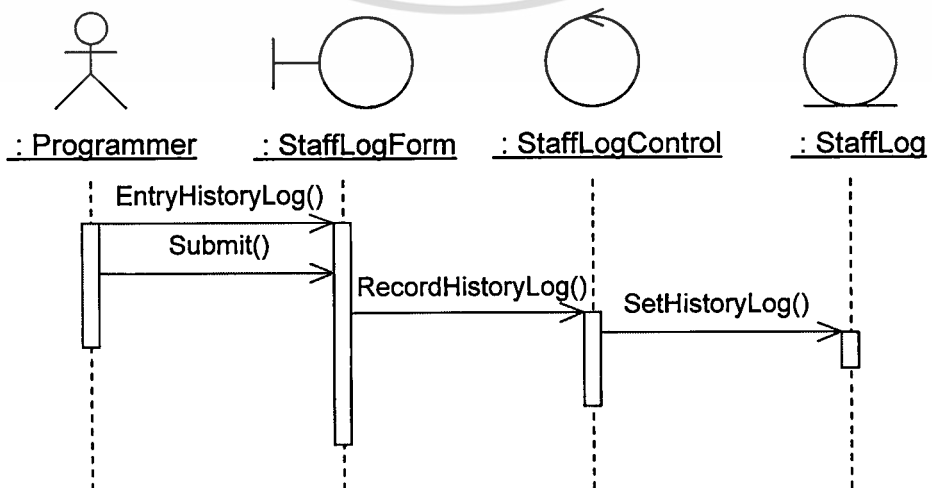 : Programmer
: StaffLogForm
: StaffLogControl
: StaffLog
EntryHistoryLog()
Submit()
RecordHistoryLog()
SetHistoryLog()